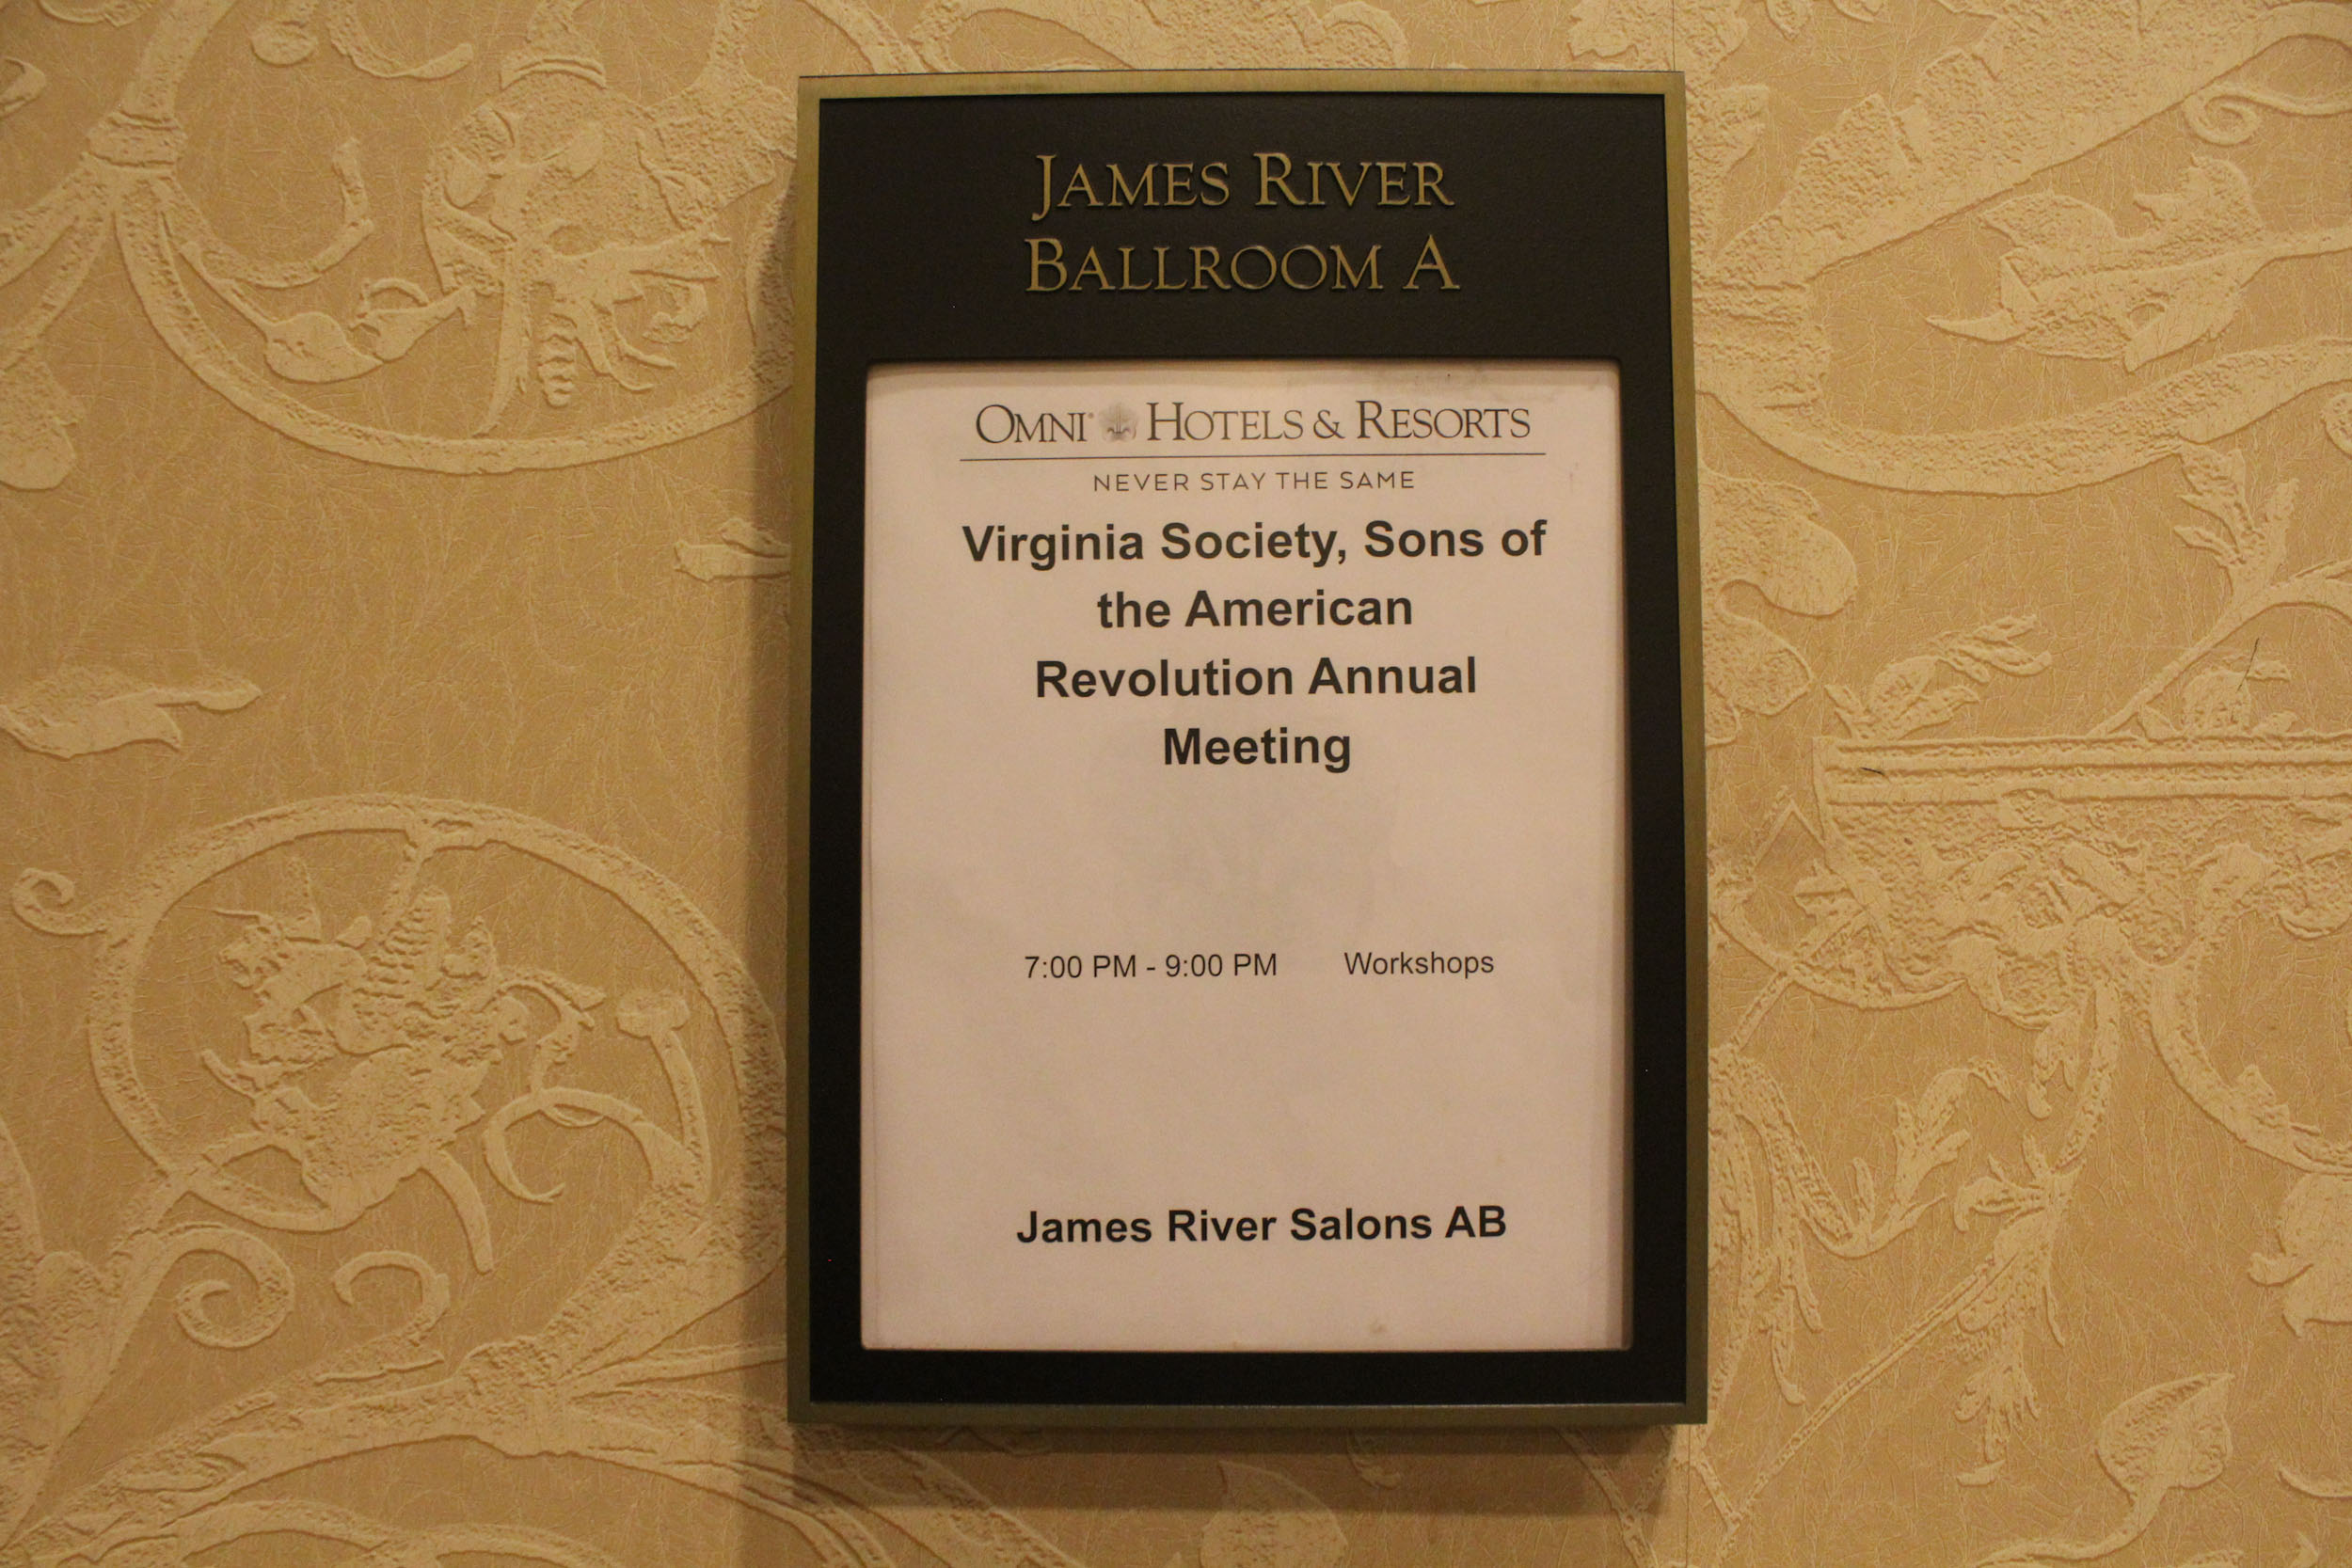 JAMES RIVER
BALLROOM A
OMNI® HOTELS & RESORTS
NEVER STAY THE SAME
Virginia Society, Sons of
the American
Revolution Annual
Meeting
7:00 PM - 9:00 PM Workshops
James River Salons AB